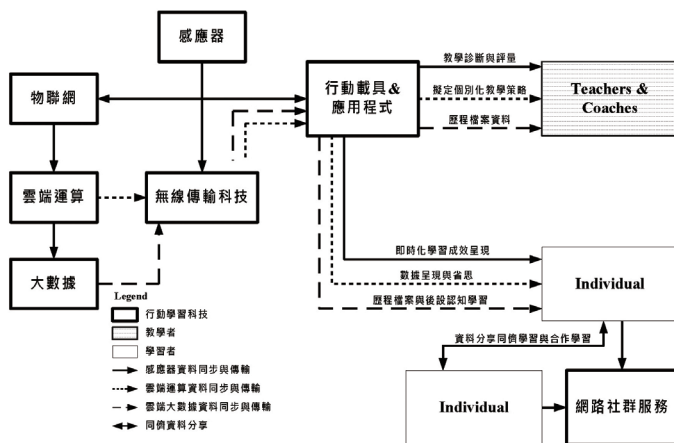 感應器
物聯網
行動載具&
應用程式
教學診斷與評量
擬定個別化教學策略
歷程檔案資料
Teachers &
Coaches
雲端運算
無線傳輸科技
大數據
即時化學習成效呈現
數據呈現與省思
歷程檔案與後設認知學習
Individual
資料分享同儕學習與合作學習
Individual
網路社群服務
Legend
行動學習科技
教學者
學習者
感應器資料同步與傳輸
雲端運算資料同步與傳輸
雲端大數據資料同步與傳輸
同儕資料分享